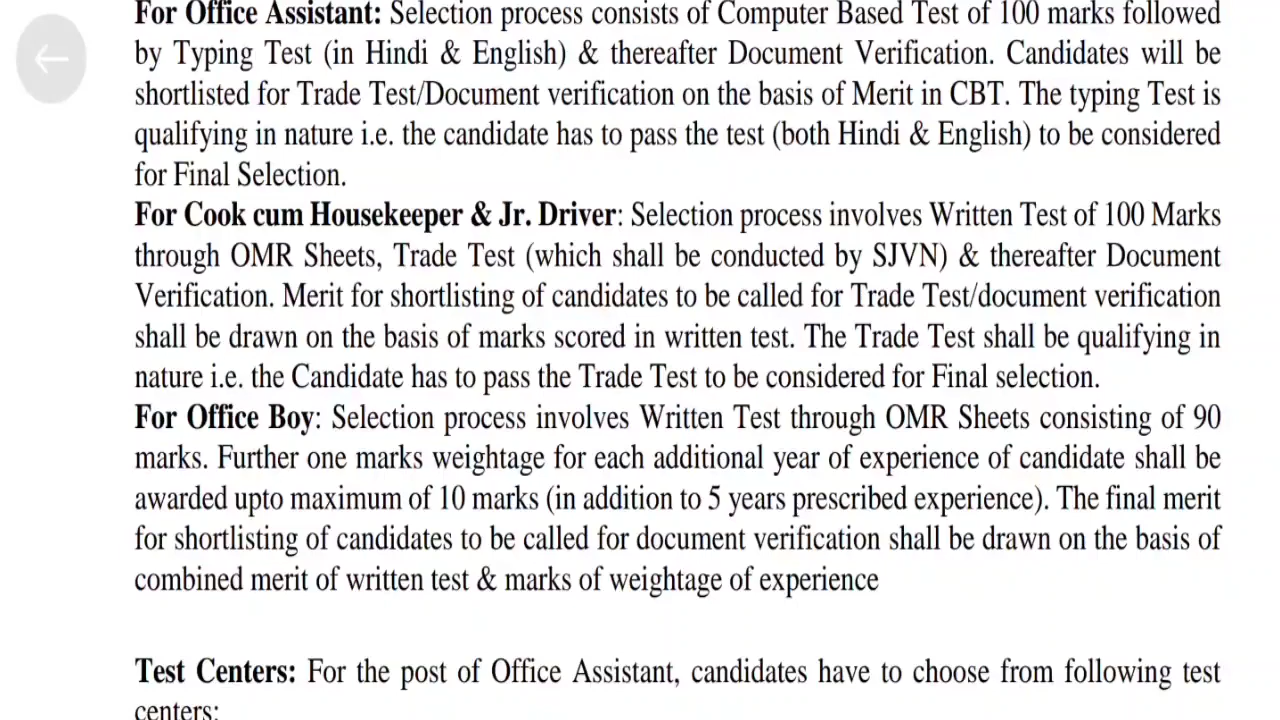 For Office Assistant: Selection process consists of Computer Based Test of 100 marks followed
by Typing Test (in Hindi & English) & thereafter Document Verification. Candidates will be
shortlisted for Trade Test/Document verification on the basis of Merit in CBT. The typing Test is
qualifying in nature i.e. the candidate has to pass the test (both Hindi & English) to be considered
for Final Selection.
For Cook cum Housekeeper & Jr. Driver: Selection process involves Written Test of 100 Marks
through OMR Sheets, Trade Test (which shall be conducted by SJVN) & thereafter Document
Verification. Merit for shortlisting of candidates to be called for Trade Test/document verification
shall be drawn on the basis of marks scored in written test. The Trade Test shall be qualifying in
nature i.e. the Candidate has to pass the Trade Test to be considered for Final selection.
For Office Boy: Selection process involves Written Test through OMR Sheets consisting of 90
marks. Further one marks weightage for each additional year of experience of candidate shall be
awarded upto maximum of 10 marks (in addition to 5 years prescribed experience). The final merit
for shortlisting of candidates to be called for document verification shall be drawn on the basis of
combined merit of written test & marks of weightage of experience
Test Centers: For the post of Office Assistant, candidates have to choose from following test
centers: